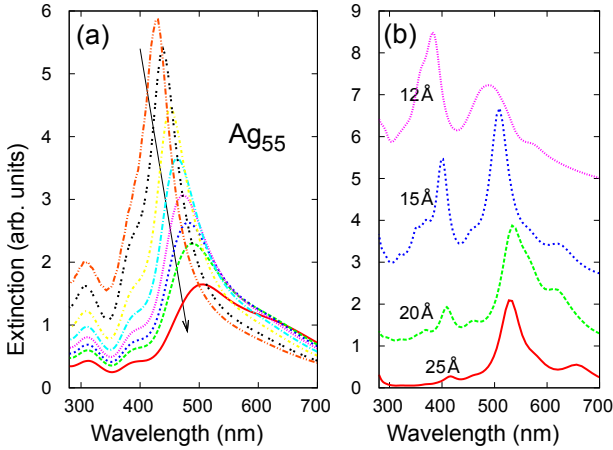 (a)
Ag55
Extinction (arb. units)
6
5
4
3
2
1
0
300 400 500 600 700
Wavelength (nm)
(b)
9
8
7
6
5
4
3
2
1
0
12Å
15Å
20Å
25Å
300 400 500 600 700
Wavelength (nm)